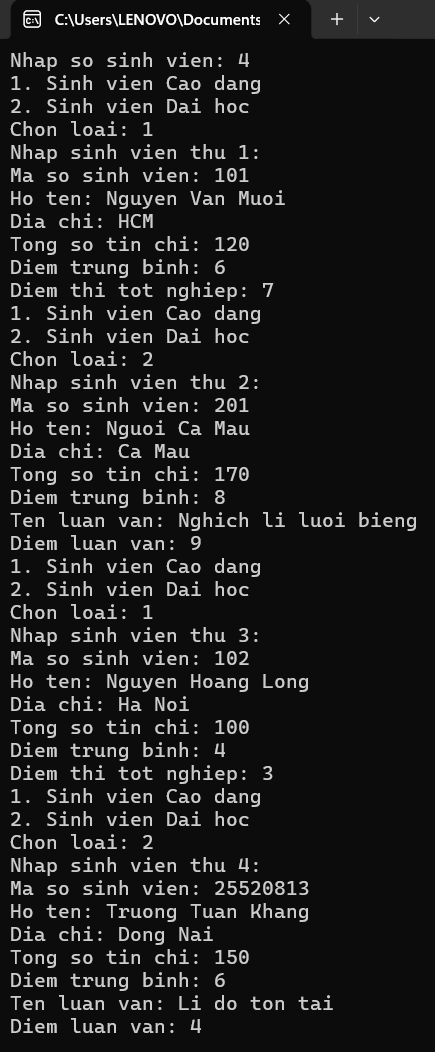 C:\Users\LENOVO\Documents
Nhap so sinh vien: 4
1. Sinh vien Cao dang
2. Sinh vien Dai hoc
Chon loai: 1
Nhap sinh vien thu 1:
Ma so sinh vien: 101
Ho ten: Nguyen Van Muoi
Dia chi: HCM
Tong so tin chi: 120
Diem trung binh: 6
Diem thi tot nghiep: 7
1. Sinh vien Cao dang
2. Sinh vien Dai hoc
Chon loai: 2
Nhap sinh vien thu 2:
Ma so sinh vien: 201
Ho ten: Nguoi Ca Mau
Dia chi: Ca Mau
Tong so tin chi: 170
Diem trung binh: 8
Ten luan van: Nghich li luoi bieng
Diem luan van: 9
1. Sinh vien Cao dang
2. Sinh vien Dai hoc
Chon loai: 1
Nhap sinh vien thu 3:
Ma so sinh vien: 102
Ho ten: Nguyen Hoang Long
Dia chi: Ha Noi
Tong so tin chi: 100
Diem trung binh: 4
Diem thi tot nghiep: 3
1. Sinh vien Cao dang
2. Sinh vien Dai hoc
Chon loai: 2
Nhap sinh vien thu 4:
Ma so sinh vien: 25520813
Ho ten: Truong Tuan Khang
Dia chi: Dong Nai
Tong so tin chi: 150
Diem trung binh: 6
Ten luan van: Li do ton tai
Diem luan van: 4